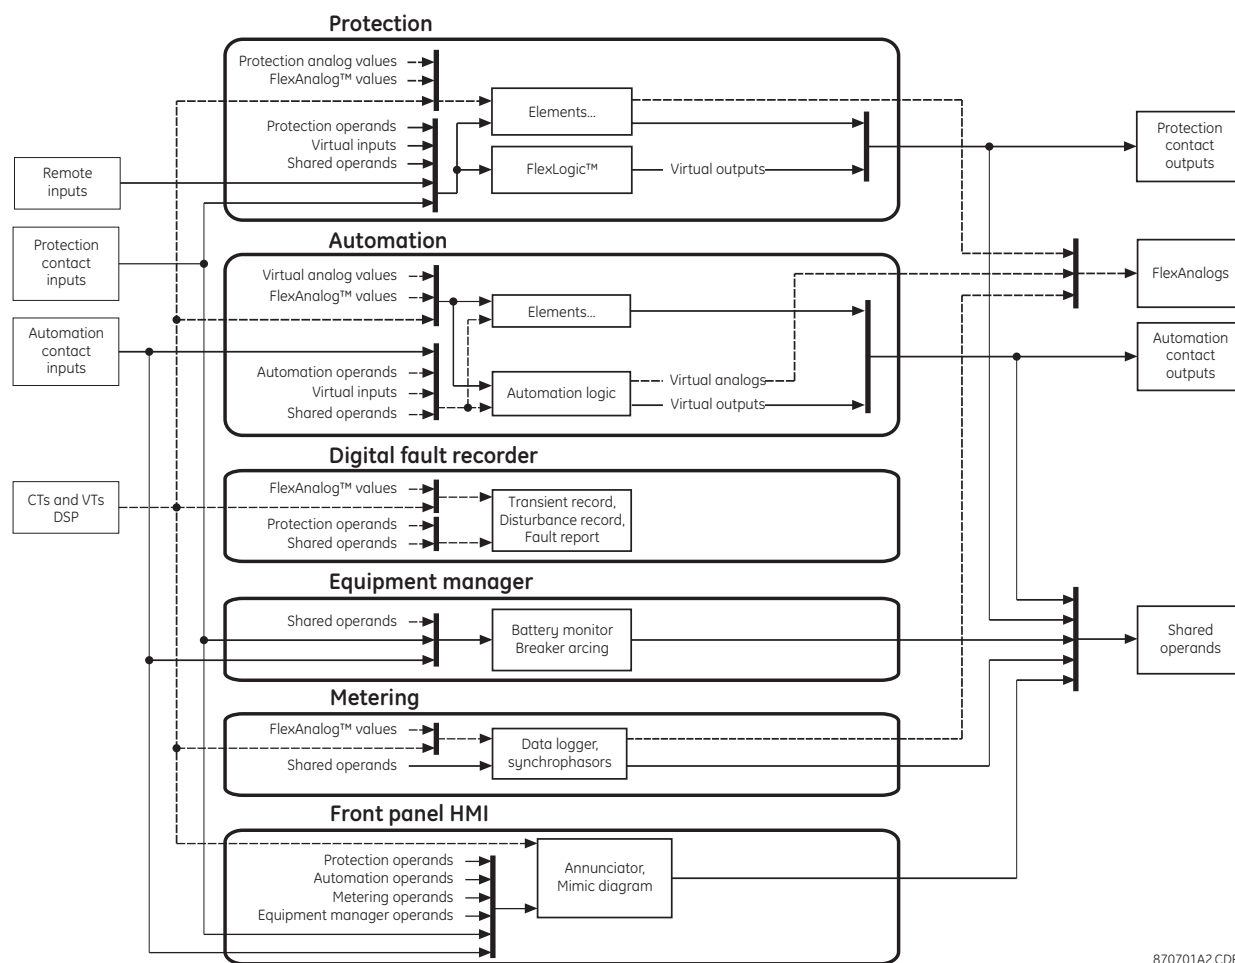 Protection
Protection analog values
FlexAnalog™ values
Elements...
Protection operands
Virtual inputs
Shared operands
FlexLogic™
Virtual outputs
Remote
inputs
Protection
contact
outputs
Protection
contact
inputs
Automation
Virtual analog values
FlexAnalog™ values
Elements...
FlexAnalogs
Automation
contact
inputs
Automation operands
Virtual inputs
Shared operands
Automation logic
Virtual analogs
Virtual outputs
Automation
contact
outputs
Digital fault recorder
CTs and VTs
DSP
FlexAnalog™ values
Protection operands
Shared operands
Transient record,
Disturbance record,
Fault report
Equipment manager
Shared operands
Battery monitor
Breaker arcing
Shared
operands
Metering
FlexAnalog™ values
Shared operands
Data logger,
synchrophasors
Front panel HMI
Protection operands
Automation operands
Metering operands
Equipment manager operands
Annunciator,
Mimic diagram
870701A2.CDR